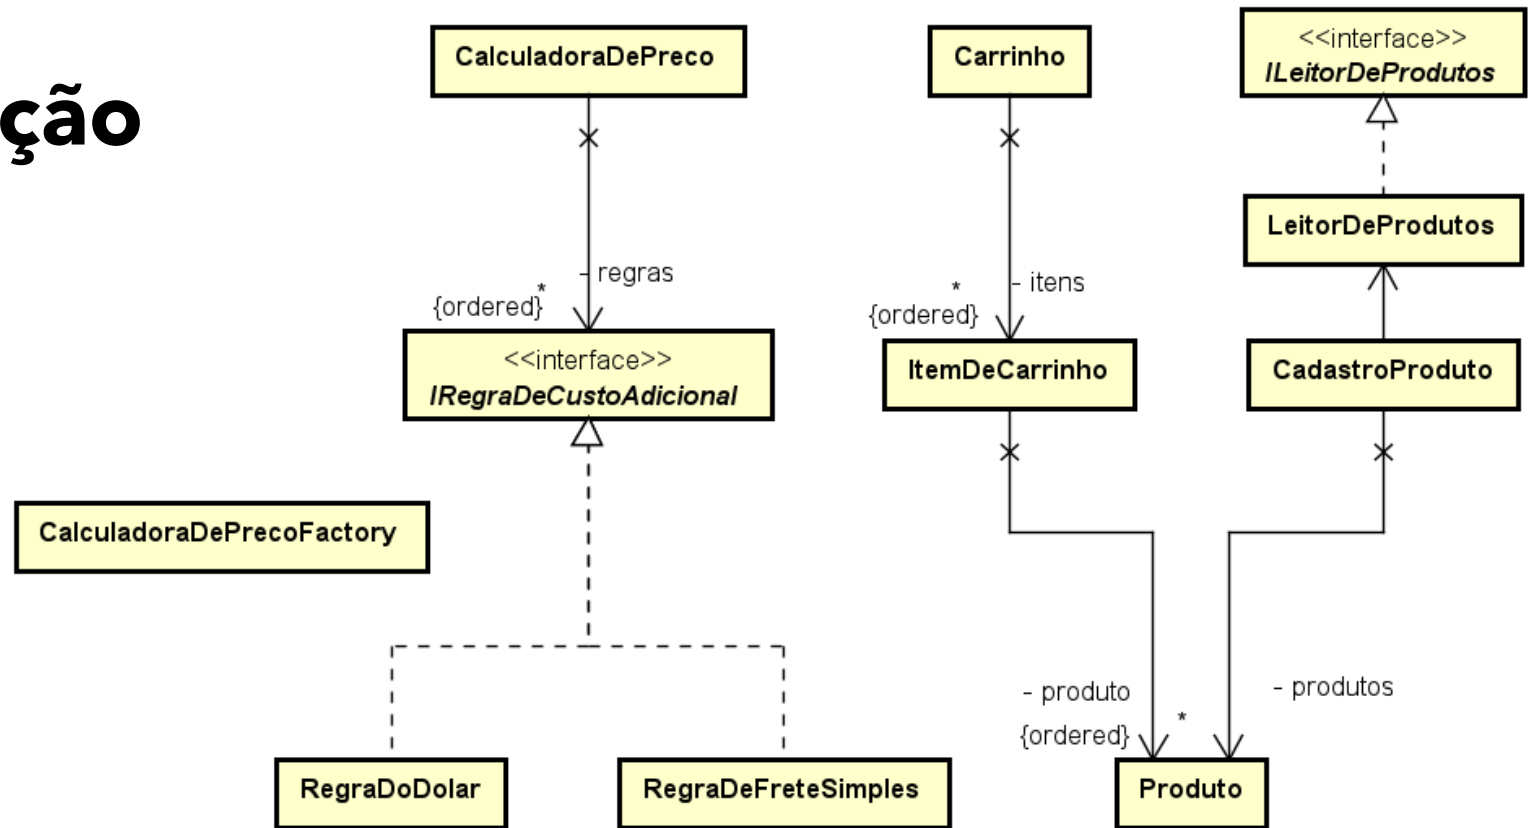 ção
CalculadoraDePreco
Carrinho
<<interface>>
ILeitorDeProdutos
LeitorDeProdutos
- regras
*
{ordered}
- itens
*
{ordered}
<<interface>>
IRegraDeCustoAdicional
ItemDeCarrinho
CadastroProduto
CalculadoraDePrecoFactory
- produto
*
{ordered}
- produtos
RegraDoDolar
RegraDeFreteSimples
Produto